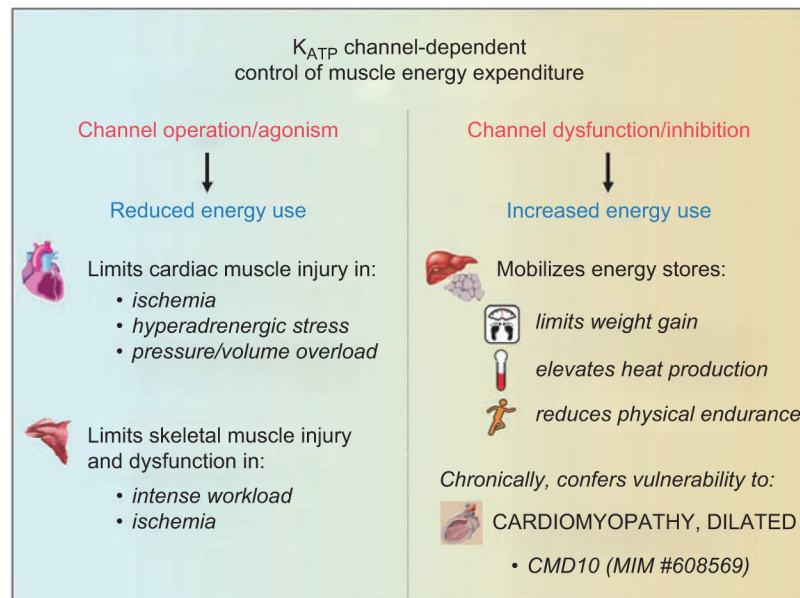 K_ATP channel-dependent
control of muscle energy expenditure
Channel operation/agonism
Reduced energy use
Limits cardiac muscle injury in:
• ischemia
• hyperadrenergic stress
• pressure/volume overload
Limits skeletal muscle injury
and dysfunction in:
• intense workload
• ischemia
Channel dysfunction/inhibition
Increased energy use
Mobilizes energy stores:
limits weight gain
elevates heat production
reduces physical endurance
Chronically, confers vulnerability to:
CARDIOMYOPATHY, DILATED
• CMD10 (MIM #608569)